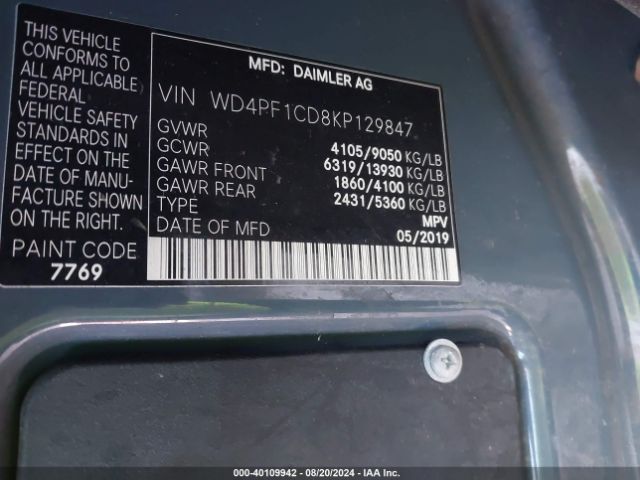 THIS VEHICLE
CONFORMS TO
ALL APPLICABLE
FEDERAL
VEHICLE SAFETY
STANDARDS IN
EFFECT ON THE
DATE OF MANU-
FACTURE SHOWN
ON THE RIGHT.
PAINT CODE
7769
MFD: DAIMLER AG
VIN WD4PF1CD8KP129847
GVWR 4105/9050 KG/LB
GCWR 6319/13930 KG/LB
GAWR FRONT 1860/4100 KG/LB
GAWR REAR 2431/5360 KG/LB
TYPE MPV
DATE OF MFD 05/2019
000-40109942 - 08/20/2024 - IAA Inc.